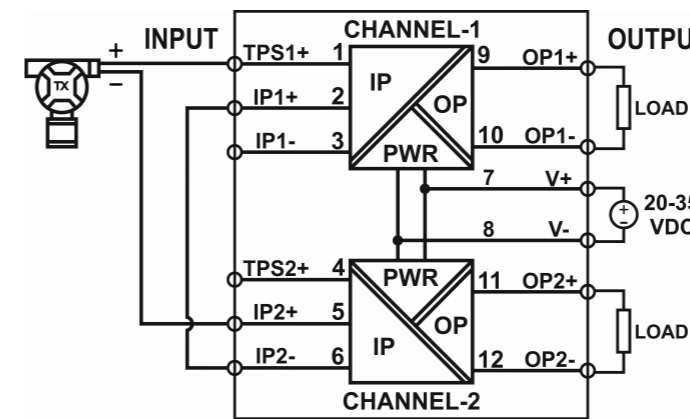 INPUT
CHANNEL-1
OUTPU
+
−
TX
TPS1+ 1
IP1+ 2
IP1- 3
IP
OP
PWR
9 OP1+
10 OP1-
LOAD
7 V+
8 V-
+
−
20-35
VDC
TPS2+ 4
IP2+ 5
IP2- 6
PWR
OP
IP
11 OP2+
12 OP2-
LOAD
CHANNEL-2